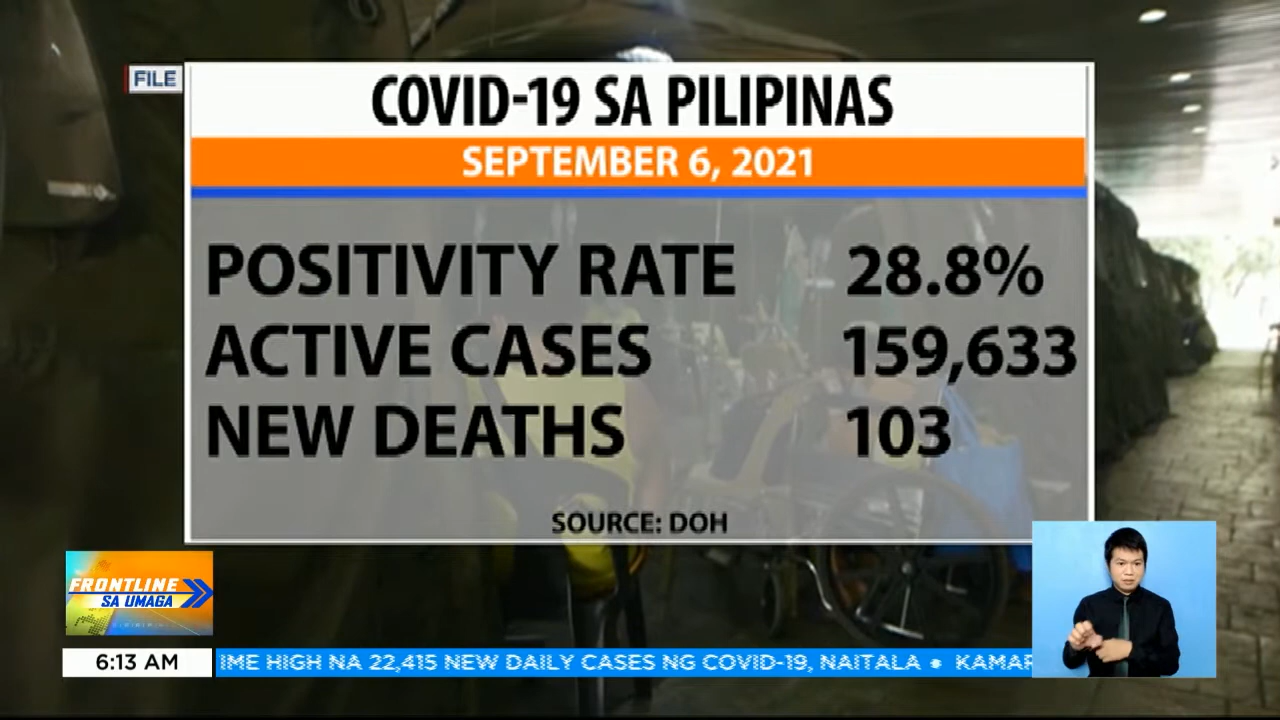 FILE
COVID-19 SA PILIPINAS
SEPTEMBER 6, 2021
POSITIVITY RATE 28.8%
ACTIVE CASES 159,633
NEW DEATHS 103
SOURCE: DOH
FRONTLINE
SA UMAGA
6:13 AM
IME HIGH NA 22,415 NEW DAILY CASES NG COVID-19, NAITALA • KAMAR